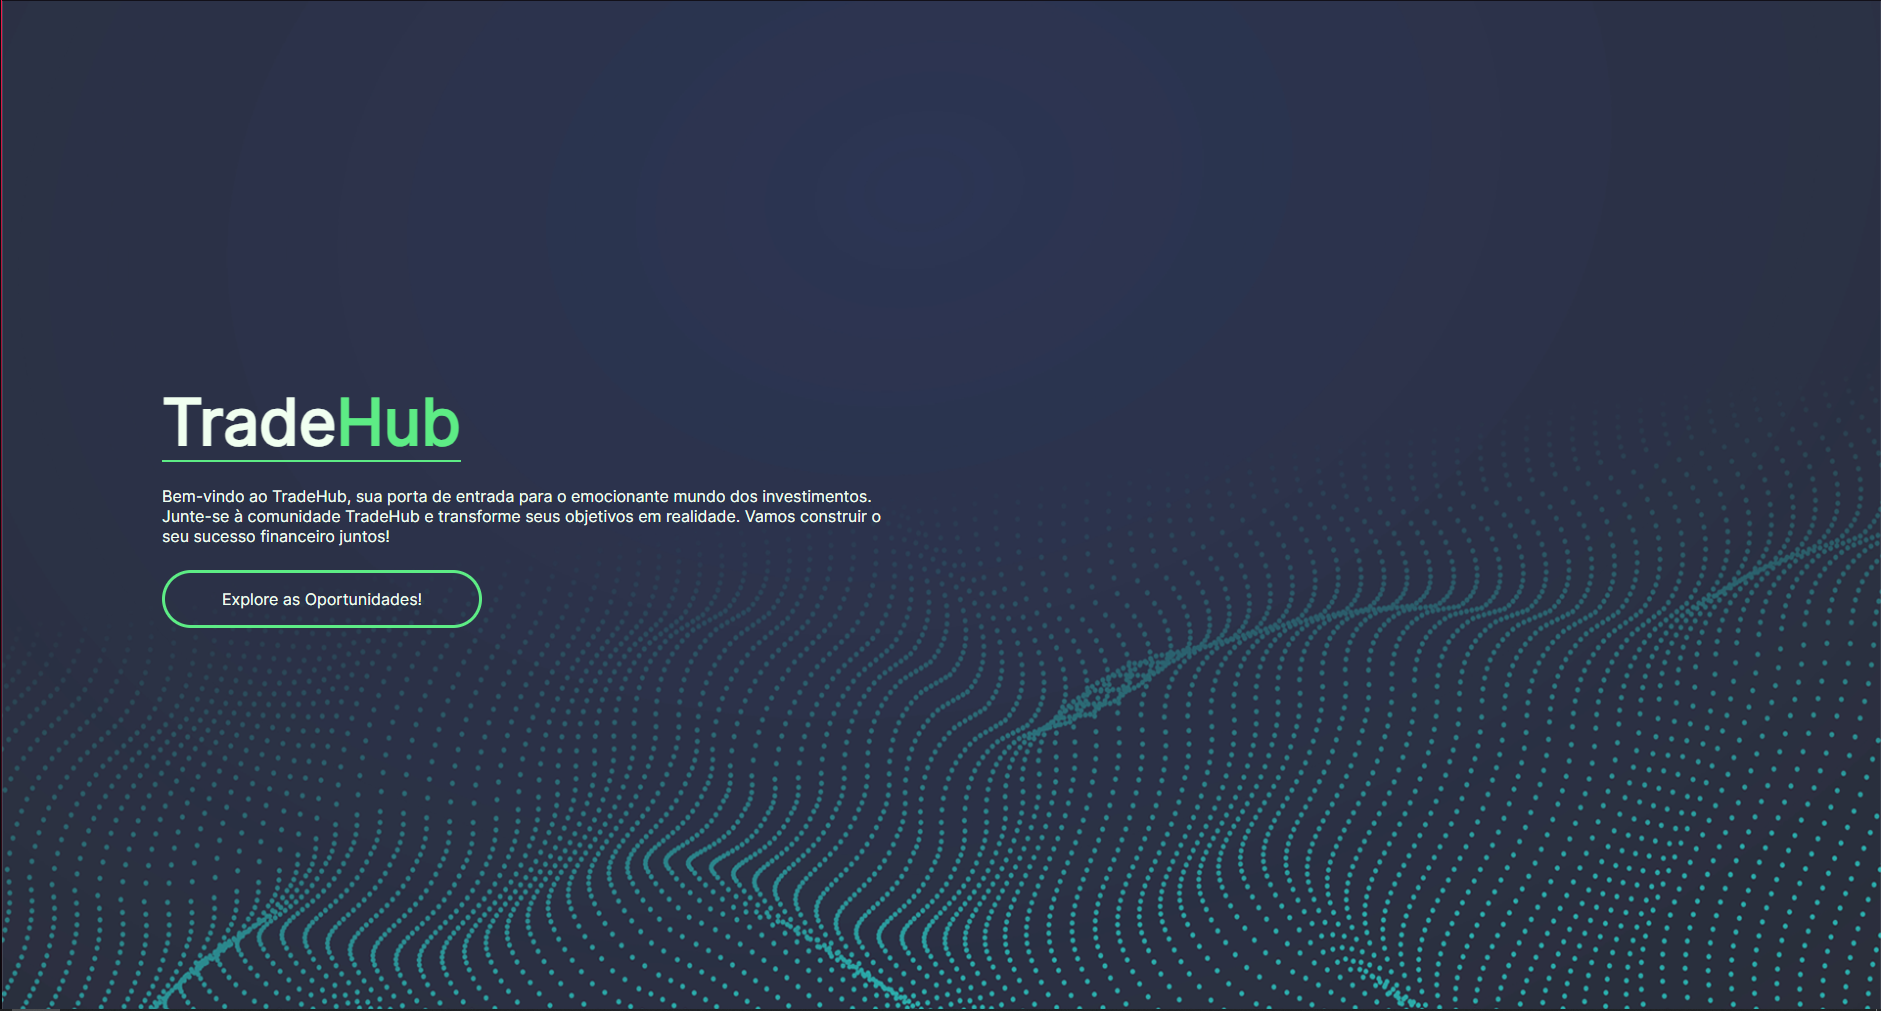 TradeHub
Bem-vindo ao TradeHub, sua porta de entrada para o emocionante mundo dos investimentos.
Junte-se à comunidade TradeHub e transforme seus objetivos em realidade. Vamos construir o
seu sucesso financeiro juntos!
Explore as Oportunidades!